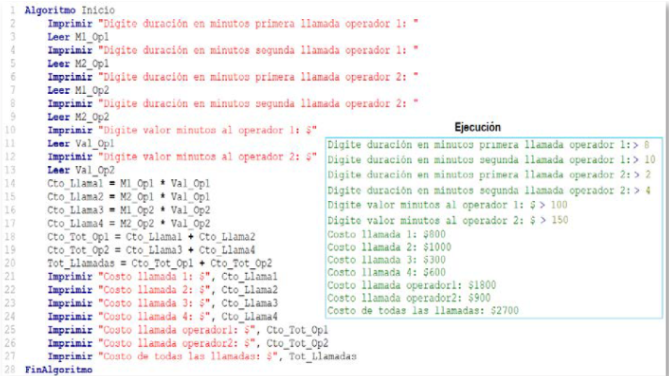 1 Algoritmo Inicio
2 Imprimir "Digite duración en minutos primera llamada operador 1: "
3 Leer M1_Op1
4 Imprimir "Digite duración en minutos segunda llamada operador 1: "
5 Leer M2_Op1
6 Imprimir "Digite duración en minutos primera llamada operador 2: "
7 Leer M1_Op2
8 Imprimir "Digite duración en minutos segunda llamada operador 2: "
9 Leer M2_Op2
10 Imprimir "Digite valor minutos al operador 1: $"
11 Leer Val_Op1
12 Imprimir "Digite valor minutos al operador 2: $"
13 Leer Val_Op2
14 Cto_Llama1 = M1_Op1 * Val_Op1
15 Cto_Llama2 = M2_Op1 * Val_Op1
16 Cto_Llama3 = M1_Op2 * Val_Op2
17 Cto_Llama4 = M2_Op2 * Val_Op2
18 Cto_Tot_Op1 = Cto_Llama1 + Cto_Llama2
19 Cto_Tot_Op2 = Cto_Llama3 + Cto_Llama4
20 Tot_Llamadas = Cto_Tot_Op1 + Cto_Tot_Op2
21 Imprimir "Costo llamada 1: $", Cto_Llama1
22 Imprimir "Costo llamada 2: $", Cto_Llama2
23 Imprimir "Costo llamada 3: $", Cto_Llama3
24 Imprimir "Costo llamada 4: $", Cto_Llama4
25 Imprimir "Costo llamada operador1: $", Cto_Tot_Op1
26 Imprimir "Costo llamada operador2: $", Cto_Tot_Op2
27 Imprimir "Costo de todas las llamadas: $", Tot_Llamadas
28 FinAlgoritmo
Ejecución
Digite duración en minutos primera llamada operador 1:> 8
Digite duración en minutos segunda llamada operador 1:> 10
Digite duración en minutos primera llamada operador 2:> 2
Digite duración en minutos segunda llamada operador 2:> 4
Digite valor minutos al operador 1: $ > 100
Digite valor minutos al operador 2: $ > 150
Costo llamada 1: $800
Costo llamada 2: $1000
Costo llamada 3: $300
Costo llamada 4: $600
Costo llamada operador1: $1800
Costo llamada operador2: $900
Costo de todas las llamadas: $2700